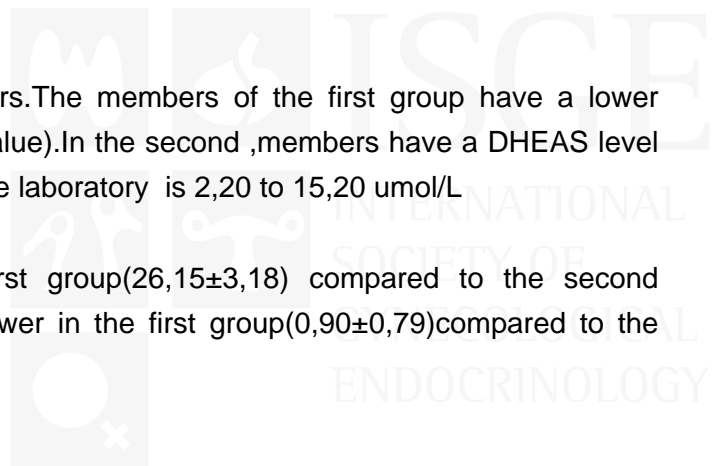 ISGE
rs.The members of the first group have a lower
alue).In the second ,members have a DHEAS level
e laboratory is 2,20 to 15,20 umol/L
INTERNATIONAL
SOCIETY OF
rst group(26,15±3,18) compared to the second
GYNECOLOGICAL
wer in the first group(0,90±0,79)compared to the
ENDOCRINOLOGY